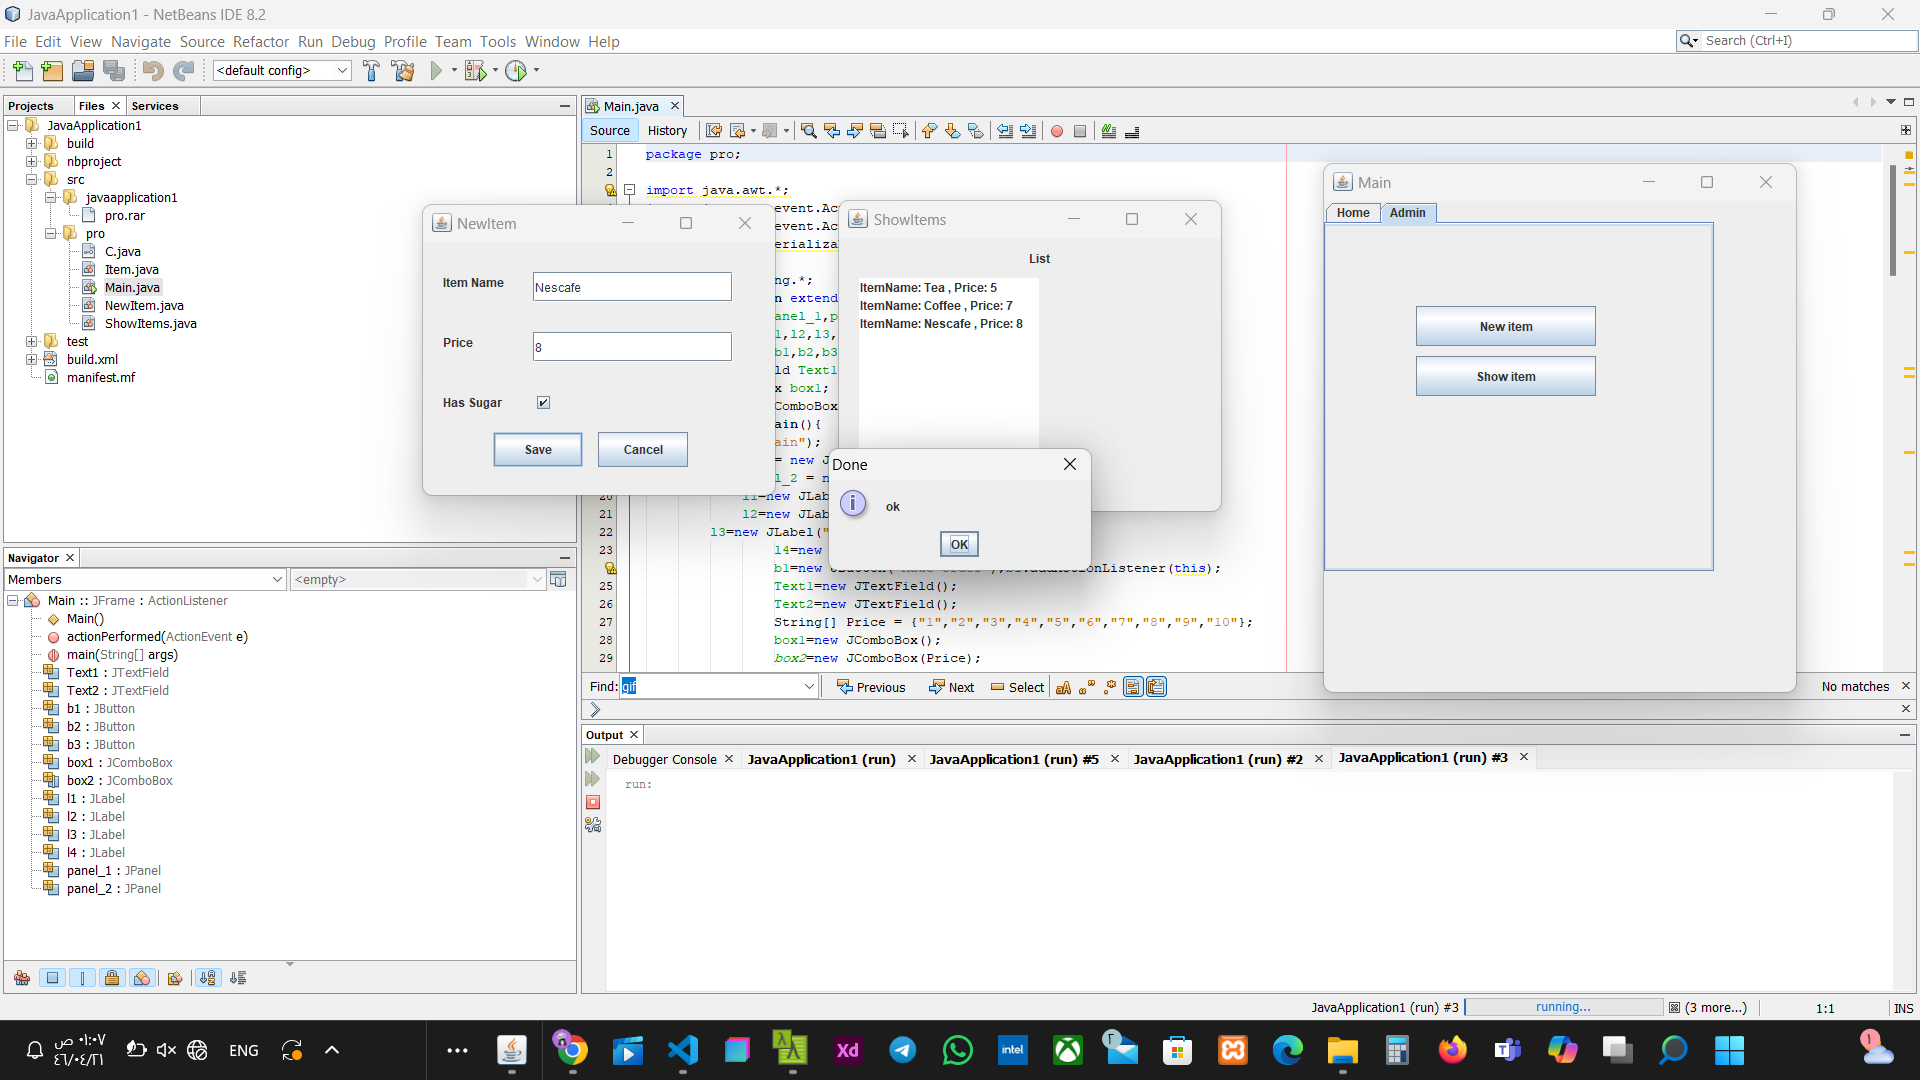 JavaApplication1 - NetBeans IDE 8.2
File Edit View Navigate Source Refactor Run Debug Profile Team Tools Window Help
Search (Ctrl+I)
<default config>
Projects Files Services
JavaApplication1
build
nbproject
src
javaapplication1
pro.rar
pro
C.java
Item.java
Main.java
NewItem.java
ShowItems.java
test
build.xml
manifest.mf
Navigator
Members <empty>
Main :: JFrame : ActionListener
Main()
actionPerformed(ActionEvent e)
main(String[] args)
Text1 : JTextField
Text2 : JTextField
b1 : JButton
b2 : JButton
b3 : JButton
box1 : JComboBox
box2 : JComboBox
l1 : JLabel
l2 : JLabel
l3 : JLabel
l4 : JLabel
panel_1 : JPanel
panel_2 : JPanel
Main.java
Source History
1 package pro;
2
import java.awt.*;
event.Ac
event.Ac
erializa
ng.*;
n extend
anel_1,p
1,l2,l3,
b1,b2,b3
ld Text1
x box1;
ComboBox
ain(){
ain");
= new J
l_2 = n
20 l1=new JLab
21 l2=new JLab
22 l3=new JLabel("
23 l4=new
b1=new ctionListener(this);
25 Text1=new JTextField();
26 Text2=new JTextField();
27 String[] Price = {"1","2","3","4","5","6","7","8","9","10"};
28 box1=new JComboBox();
29 box2=new JComboBox(Price);
NewItem
Item Name Nescafe
Price 8
Has Sugar
Save Cancel
ShowItems
List
ItemName: Tea , Price: 5
ItemName: Coffee , Price: 7
ItemName: Nescafe , Price: 8
Done
ok
OK
Main
Home Admin
New item
Show item
Find: gif Previous Next Select No matches
Output
Debugger Console JavaApplication1 (run) JavaApplication1 (run) #5 JavaApplication1 (run) #2 JavaApplication1 (run) #3
run:
JavaApplication1 (run) #3 running... (3 more...) 1:1 INS
٠١:٠٧ ص
٤٦/٠٤/٢١
ENG
Xd
intel
1